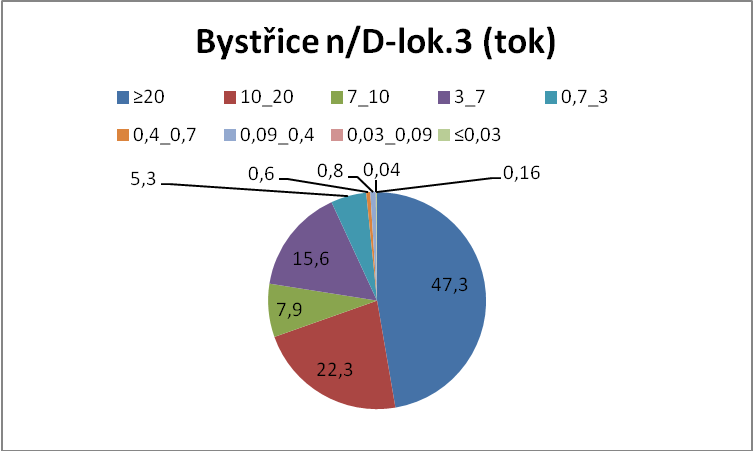 Bystřice n/D-lok.3 (tok)
≥20 10_20 7_10 3_7 0,7_3
0,4_0,7 0,09_0,4 0,03_0,09 ≤0,03
5,3 0,6 0,8 0,04 0,16
15,6 47,3
7,9
22,3